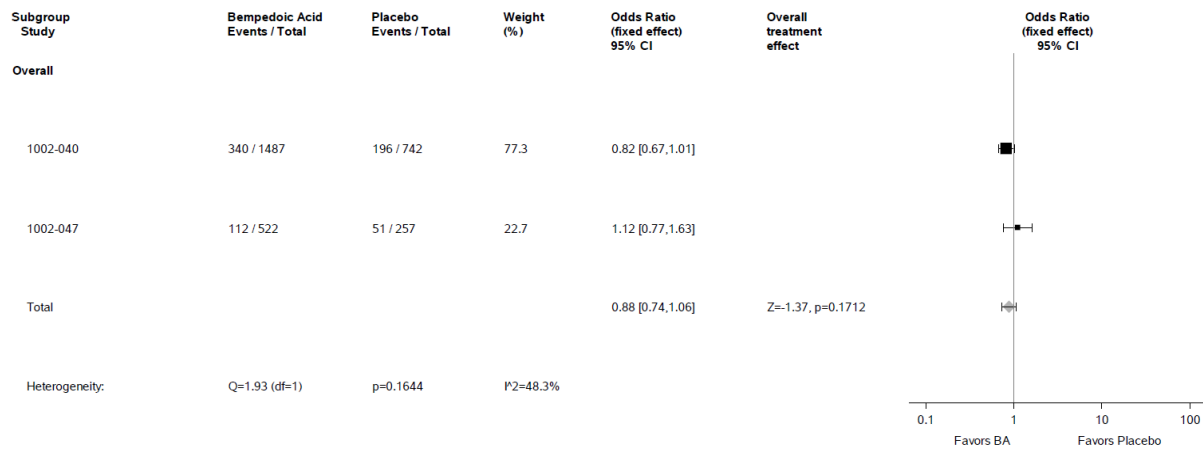 Subgroup Study Bempedoic Acid Events / Total Placebo Events / Total Weight (%) Odds Ratio (fixed effect) 95% CI Overall treatment effect Odds Ratio (fixed effect) 95% CI
Overall
1002-040 340 / 1487 196 / 742 77.3 0.82 [0.67,1.01]
1002-047 112 / 522 51 / 257 22.7 1.12 [0.77,1.63]
Total 0.88 [0.74,1.06] Z=-1.37, p=0.1712
Heterogeneity: Q=1.93 (df=1) p=0.1644 I^2=48.3%
0.1 1 10 100
Favors BA Favors Placebo